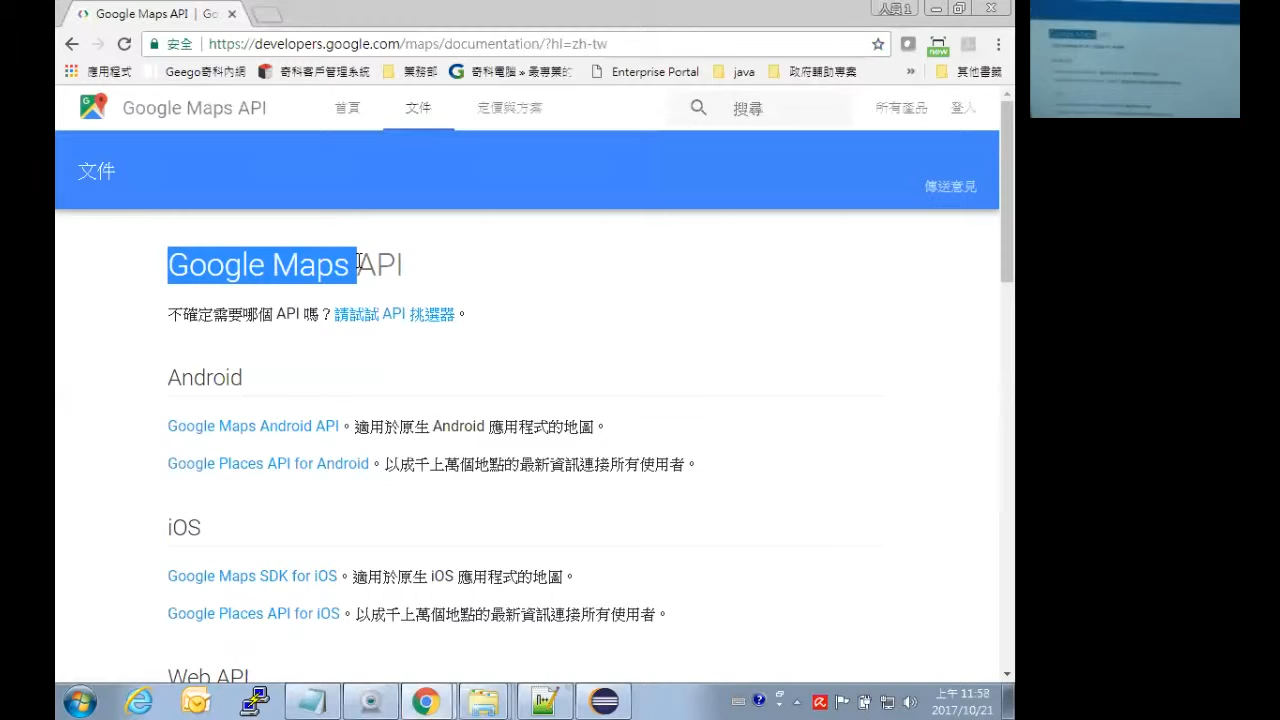 Google Maps API | Go
人員 1
安全 | https://developers.google.com/maps/documentation/?hl=zh-tw
new
應用程式 Geego奇科內網 奇科客戶管理系統 業務部 奇科電腦 » 最專業的 Enterprise Portal java 政府輔助專案 » 其他書籤
Google Maps API 首頁 文件 定價與方案 搜尋 所有產品 登入
文件
傳送意見
Google Maps API
不確定需要哪個 API 嗎？請試試 API 挑選器。
Android
Google Maps Android API。適用於原生 Android 應用程式的地圖。
Google Places API for Android。以成千上萬個地點的最新資訊連接所有使用者。
iOS
Google Maps SDK for iOS。適用於原生 iOS 應用程式的地圖。
Google Places API for iOS。以成千上萬個地點的最新資訊連接所有使用者。
Web API
上午 11:58
2017/10/21